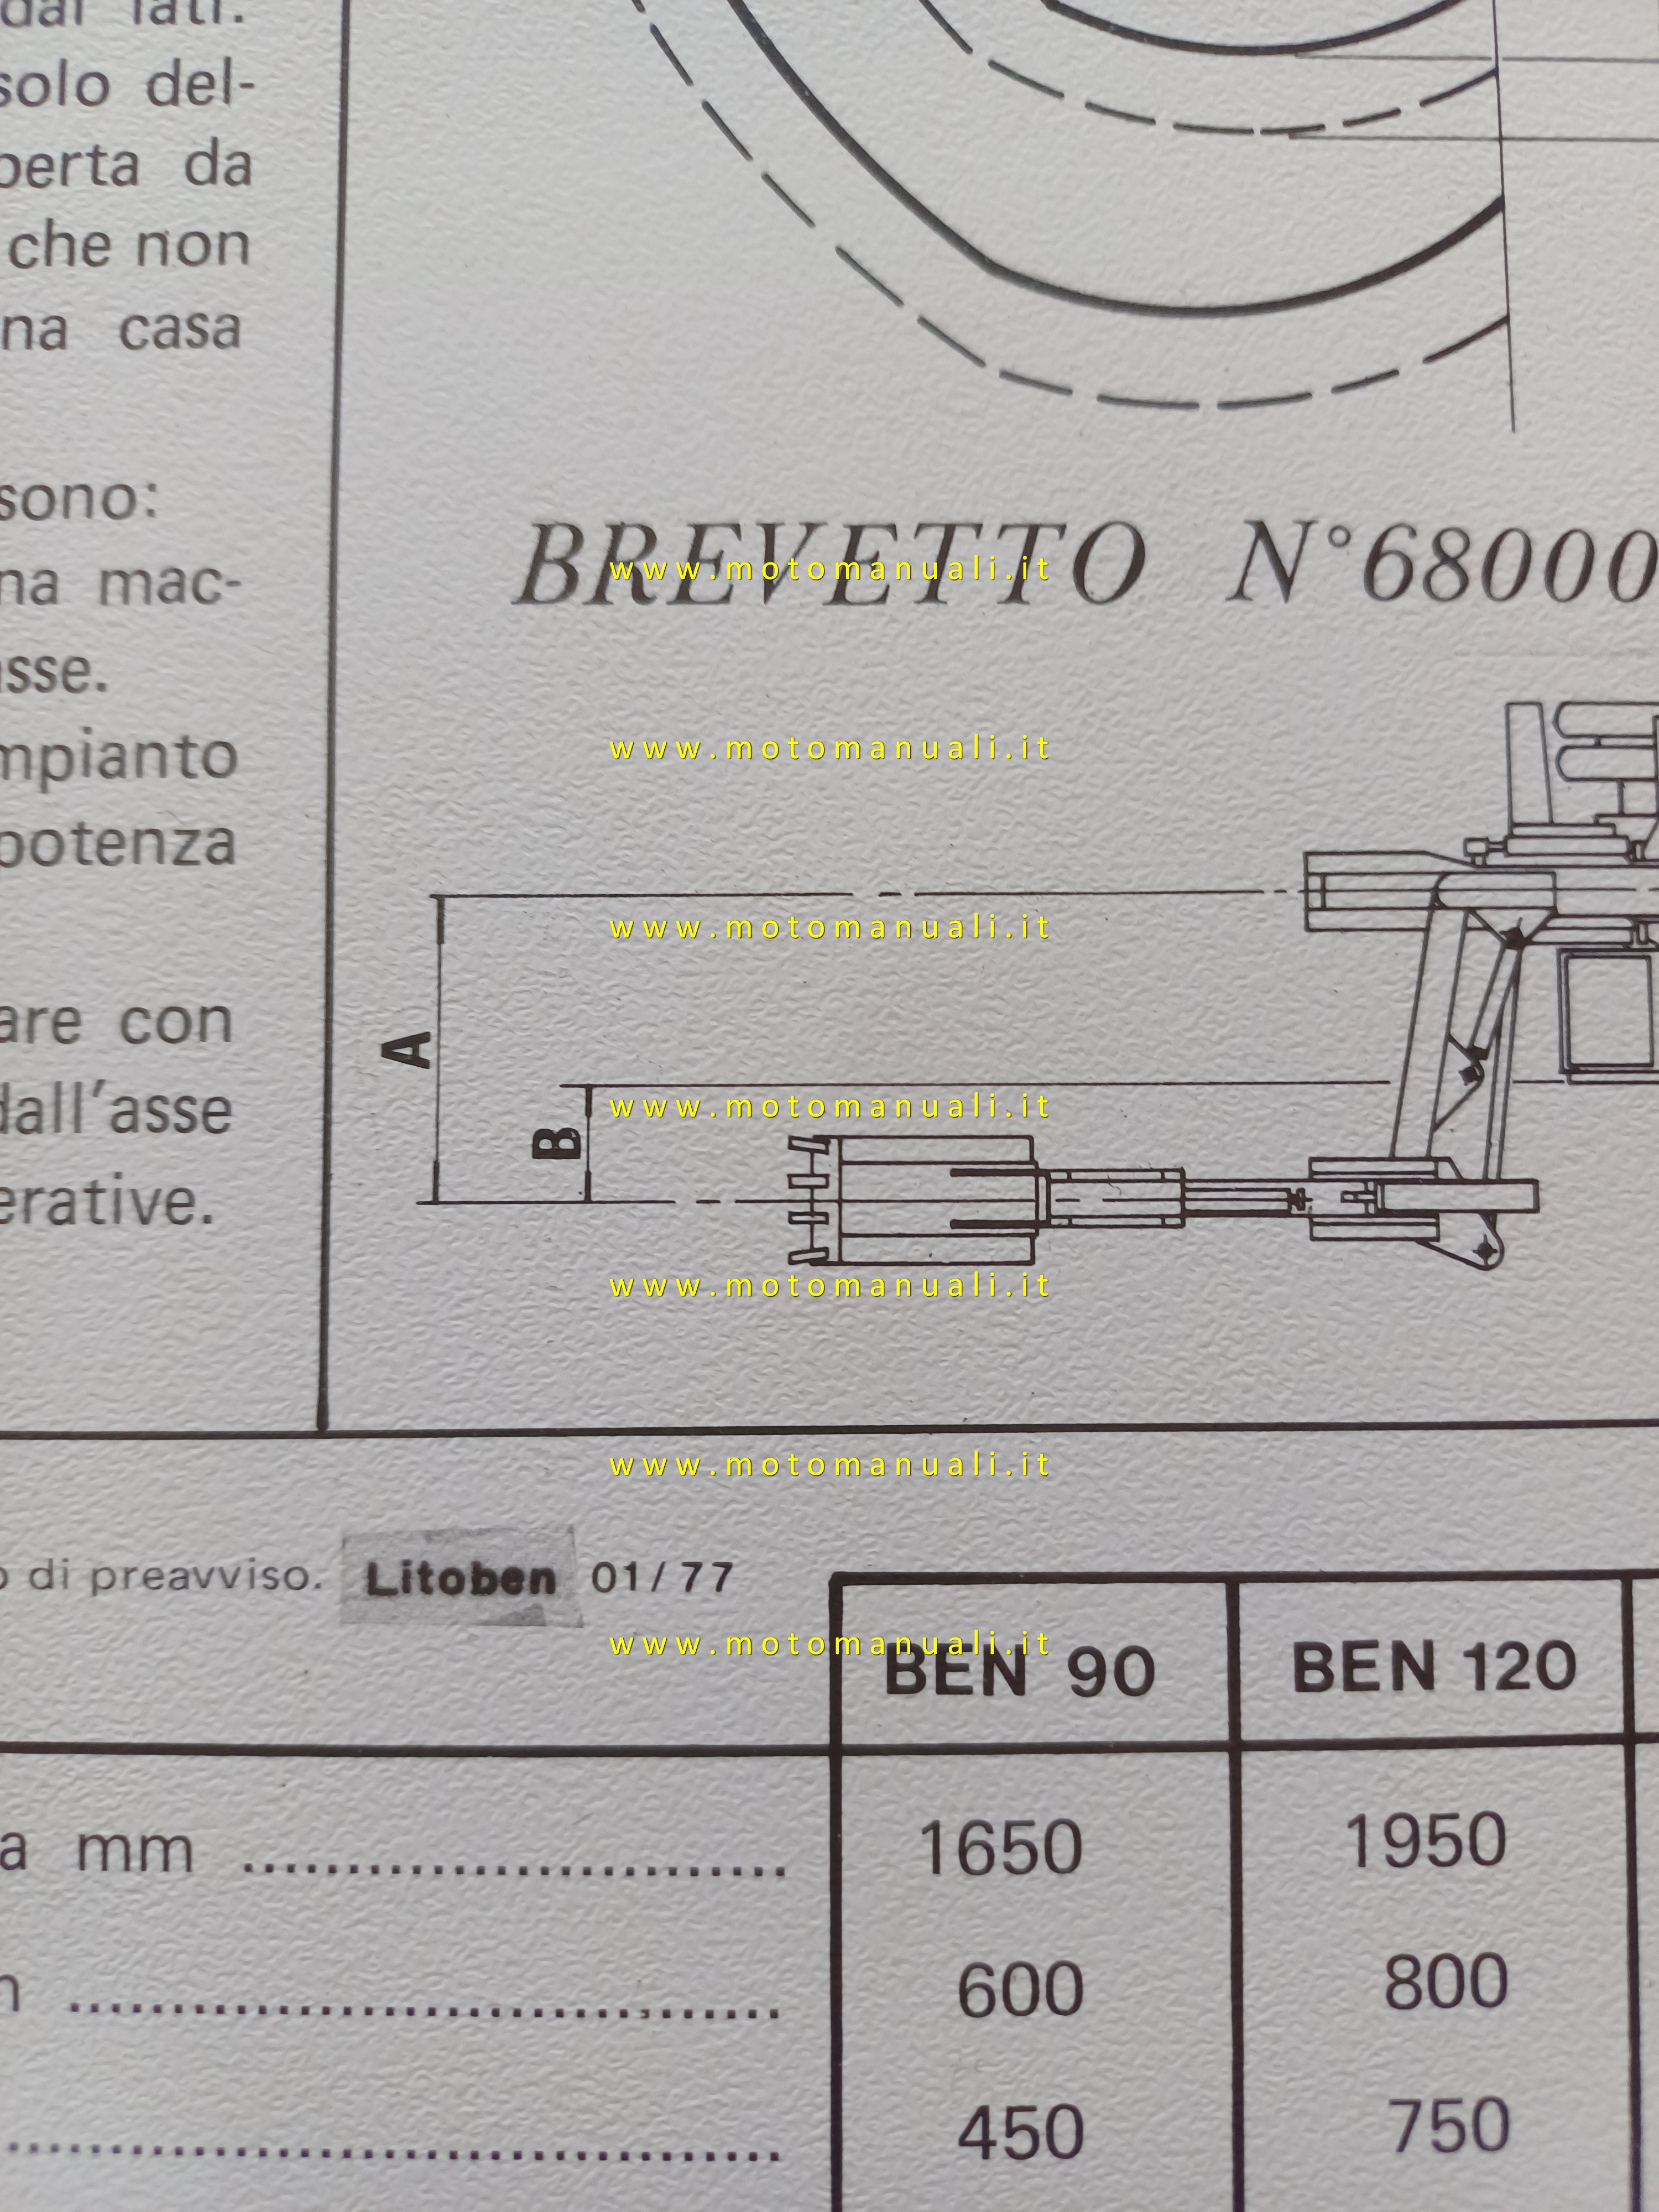 dai lati.
solo del-
perta da
che non
na casa
sono:
na mac-
asse.
mpianto
potenza
are con
dall'asse
erative.
BREVETTO N°68000
www.motomanuali.it
www.motomanuali.it
www.motomanuali.it
A
www.motomanuali.it
B
www.motomanuali.it
www.motomanuali.it
o di preavviso. Litoben 01/77
www.motomanuali.it
BEN 90 BEN 120
a mm .......................... 1650 1950
600 800
450 750